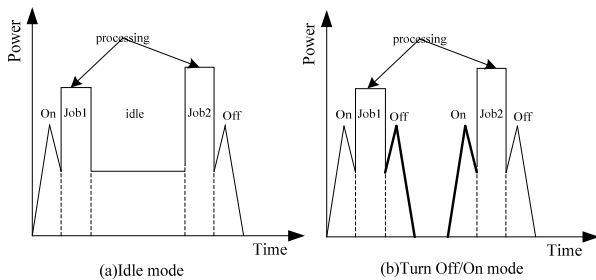 Power
processing
On
Job1
idle
Job2
Off
Time
(a)Idle mode
Power
processing
On
Job1
Off
On
Job2
Off
Time
(b)Turn Off/On mode